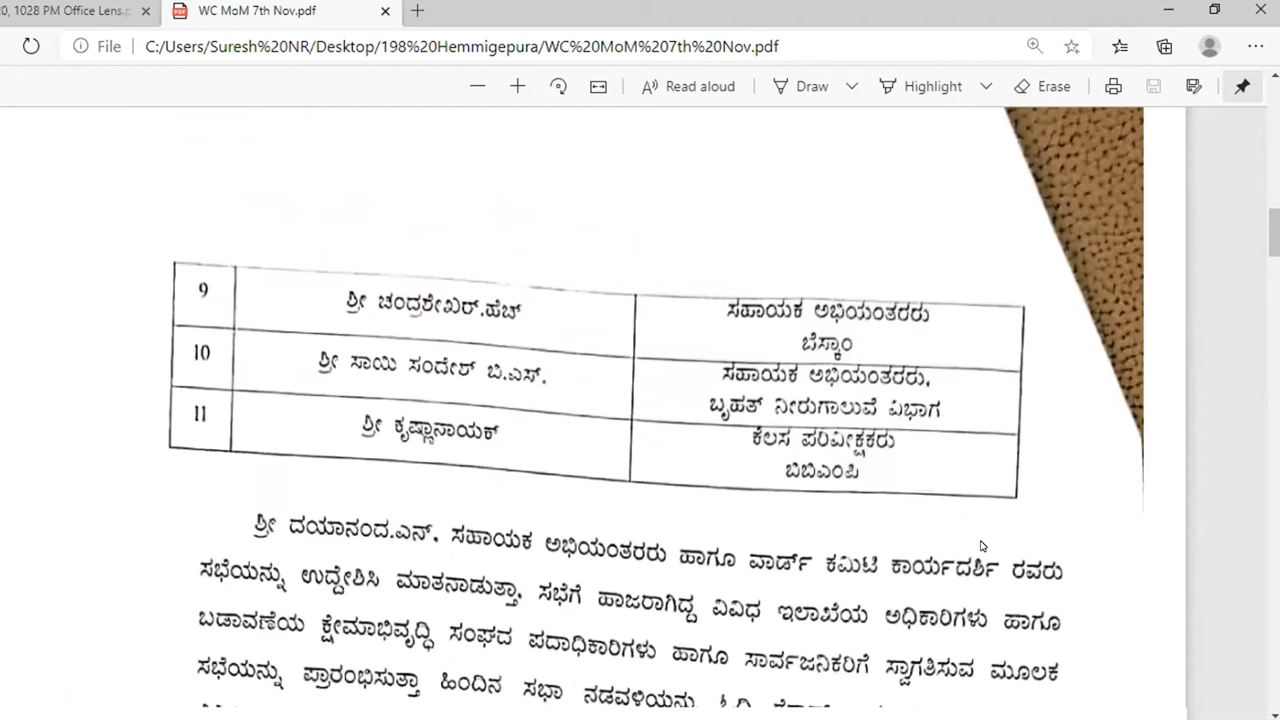 0, 1028 PM Office Lens.p
WC MoM 7th Nov.pdf
File C:/Users/Suresh%20NR/Desktop/198%20Hemmigepura/WC%20MoM%207th%20Nov.pdf
Read aloud Draw Highlight Erase
9 ಶ್ರೀ ಚಂದ್ರಶೇಖರ್.ಹೆಚ್ ಸಹಾಯಕ ಅಭಿಯಂತರರು
ಬೆಸ್ಕಾಂ
10 ಶ್ರೀ ಸಾಯಿ ಸಂದೇಶ್ ಬಿ.ಎಸ್. ಸಹಾಯಕ ಅಭಿಯಂತರರು,
ಬೃಹತ್ ನೀರುಗಾಲುವೆ ವಿಭಾಗ
11 ಶ್ರೀ ಕೃಷ್ಣಾನಾಯಕ್ ಕೆಲಸ ಪರಿವೀಕ್ಷಕರು
ಬಿಬಿಎಂಪಿ
ಶ್ರೀ ದಯಾನಂದ.ಎನ್, ಸಹಾಯಕ ಅಭಿಯಂತರರು ಹಾಗೂ ವಾರ್ಡ್ ಕಮಿಟಿ ಕಾರ್ಯದರ್ಶಿ ರವರು
ಸಭೆಯನ್ನು ಉದ್ದೇಶಿಸಿ ಮಾತನಾಡುತ್ತಾ, ಸಭೆಗೆ ಹಾಜರಾಗಿದ್ದ ವಿವಿಧ ಇಲಾಖೆಯ ಅಧಿಕಾರಿಗಳು ಹಾಗೂ
ಬಡಾವಣೆಯ ಕ್ಷೇಮಾಭಿವೃದ್ಧಿ ಸಂಘದ ಪದಾಧಿಕಾರಿಗಳು ಹಾಗೂ ಸಾರ್ವಜನಿಕರಿಗೆ ಸ್ವಾಗತಿಸುವ ಮೂಲಕ
ಸಭೆಯನ್ನು ಪ್ರಾರಂಭಿಸುತ್ತಾ ಹಿಂದಿನ ಸಭಾ ನಡವಳಿಯನ್ನು ಓದಿ